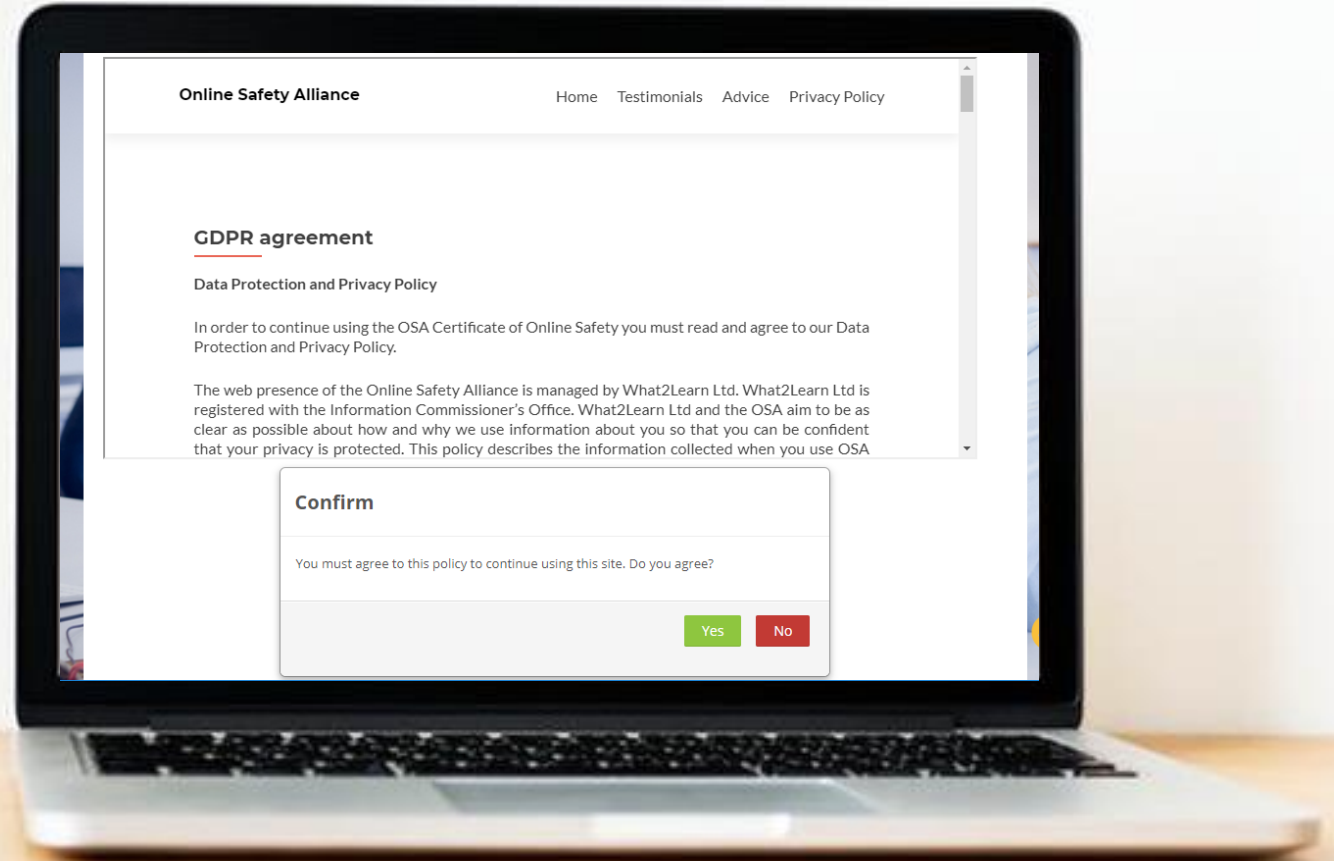 Online Safety Alliance
Home Testimonials Advice Privacy Policy
GDPR agreement
Data Protection and Privacy Policy
In order to continue using the OSA Certificate of Online Safety you must read and agree to our Data
Protection and Privacy Policy.
The web presence of the Online Safety Alliance is managed by What2Learn Ltd. What2Learn Ltd is
registered with the Information Commissioner's Office. What2Learn Ltd and the OSA aim to be as
clear as possible about how and why we use information about you so that you can be confident
that your privacy is protected. This policy describes the information collected when you use OSA
Confirm
You must agree to this policy to continue using this site. Do you agree?
Yes No